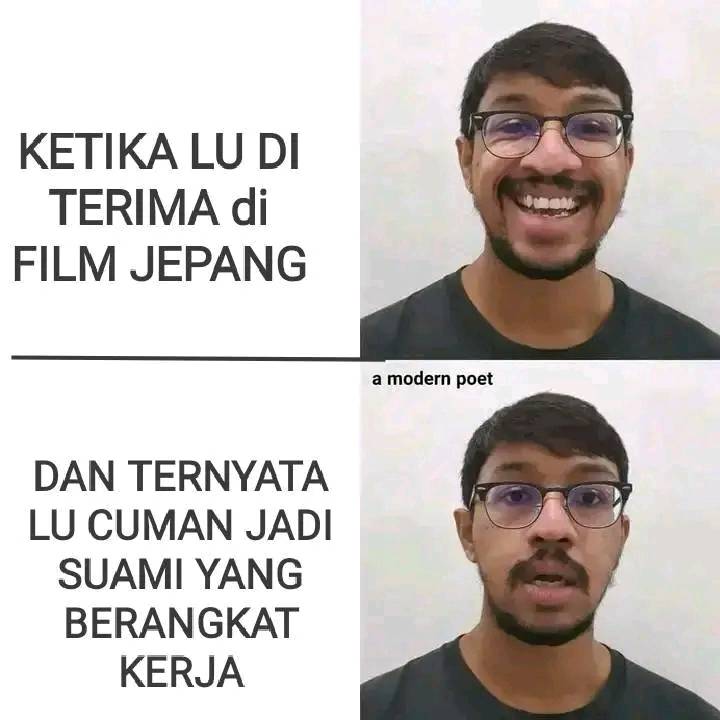 KETIKA LU DI
TERIMA di
FILM JEPANG
a modern poet
DAN TERNYATA
LU CUMAN JADI
SUAMI YANG
BERANGKAT
KERJA